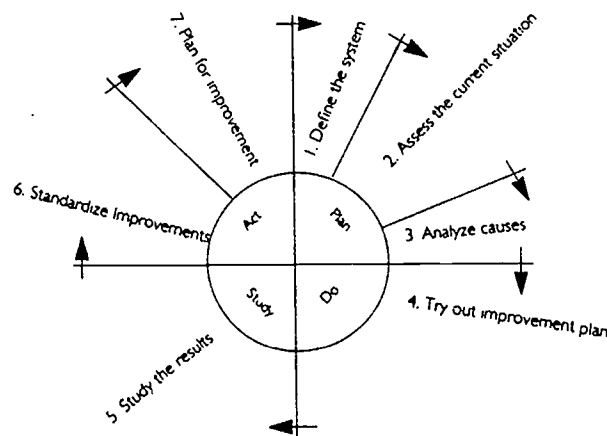 1. Define the system
2. Assess the current situation
3 Analyze causes
4. Try out improvement plan
5 Study the results
6. Standardize Improvements
7. Plan for improvement
Act
Plan
Study
Do